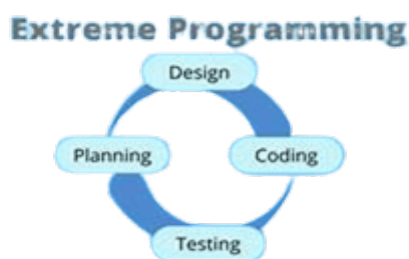 Extreme Programming
Design
Planning
Coding
Testing